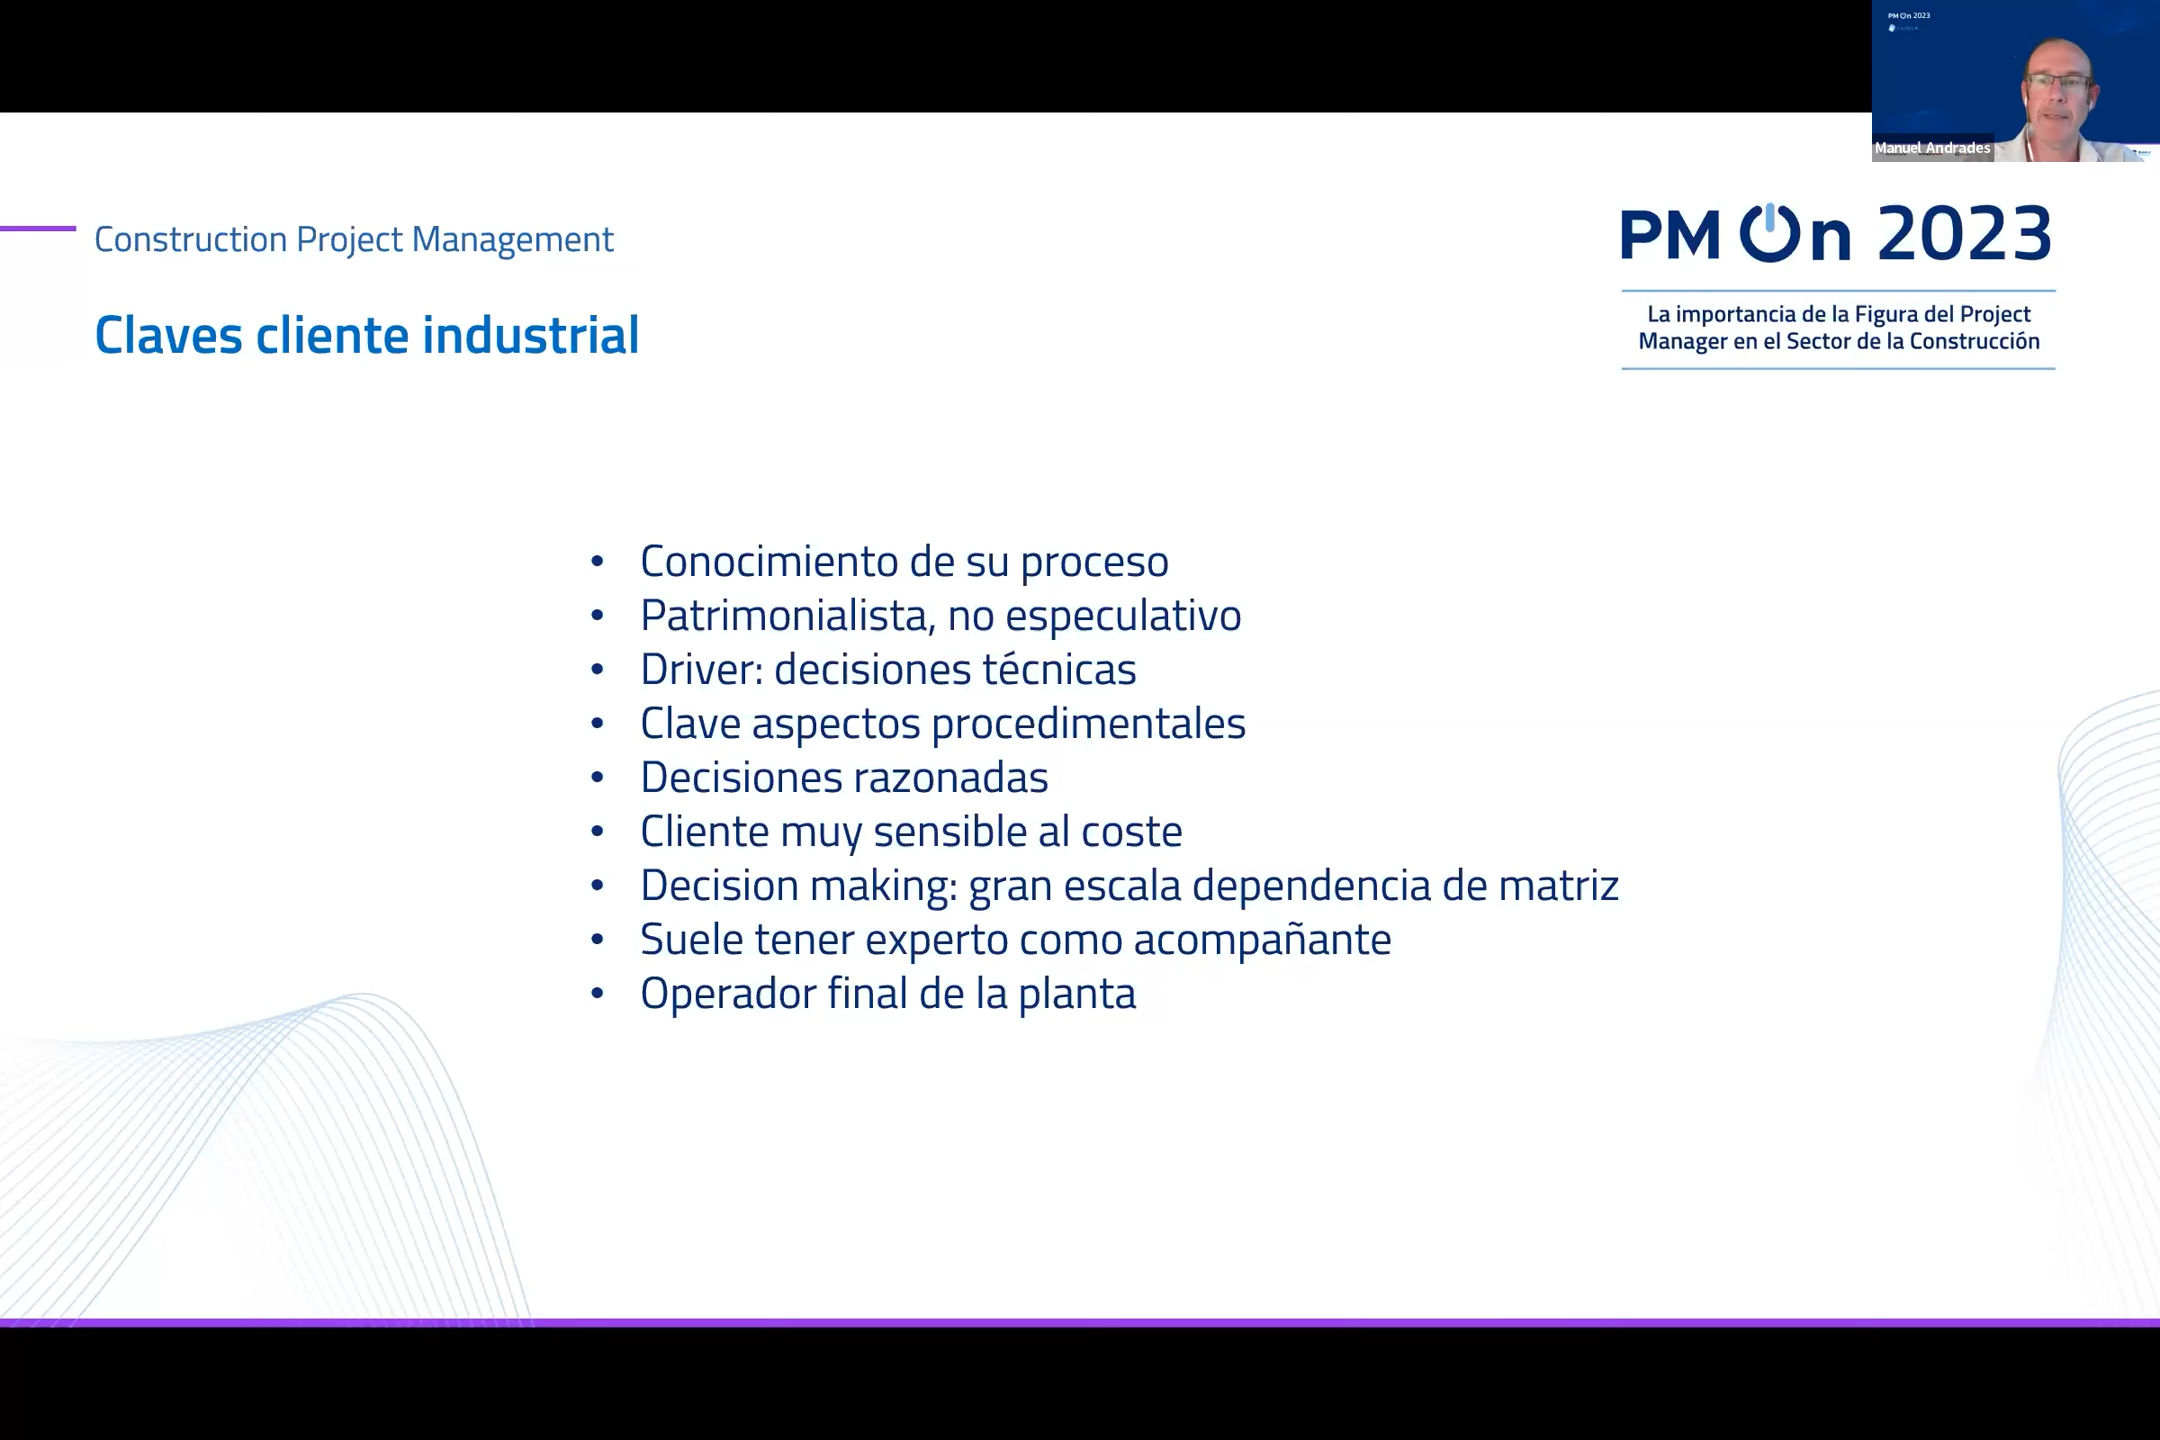 PM On 2023
Manuel Andrades
Construction Project Management
PM On 2023
La importancia de la Figura del Project
Manager en el Sector de la Construcción
Claves cliente industrial
• Conocimiento de su proceso
• Patrimonialista, no especulativo
• Driver: decisiones técnicas
• Clave aspectos procedimentales
• Decisiones razonadas
• Cliente muy sensible al coste
• Decision making: gran escala dependencia de matriz
• Suele tener experto como acompañante
• Operador final de la planta